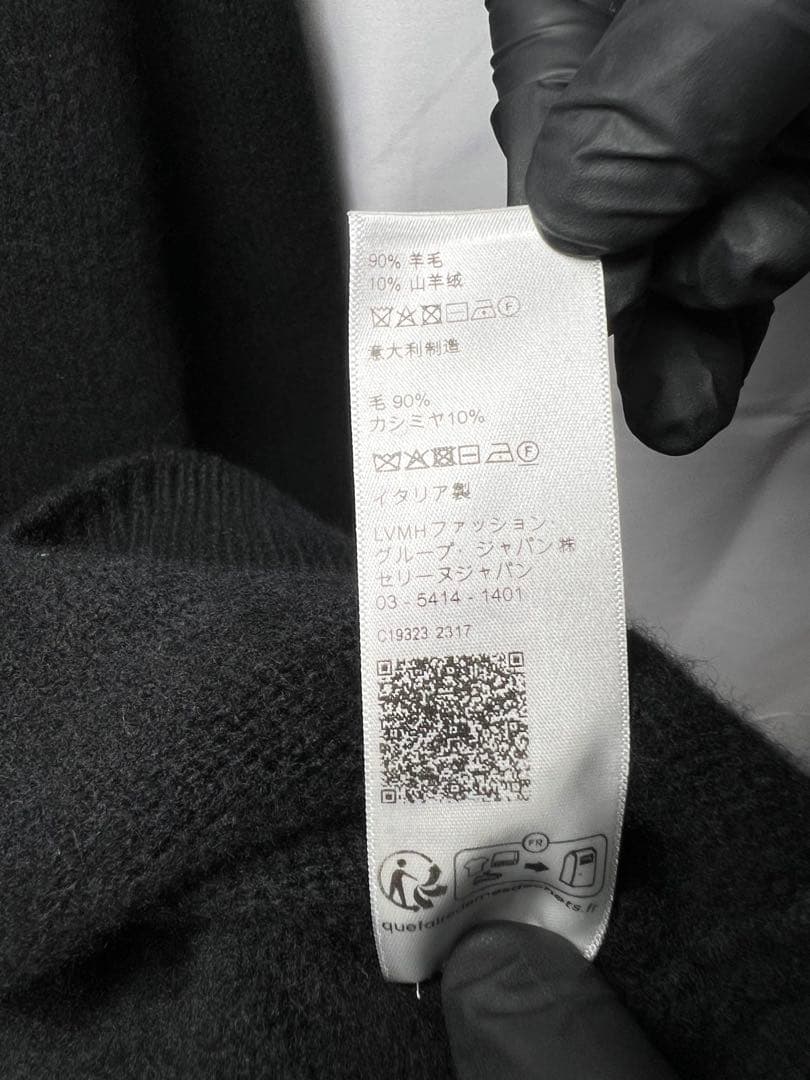 90% 羊毛
10% 山羊绒
F
意大利制造
毛 90%
カシミヤ10%
F
イタリア製
LVMHファッション・
グループ・ジャパン株
セリーヌジャパン
03 - 5414 - 1401
C19323 2317
FR
quefairedemesdechets.fr